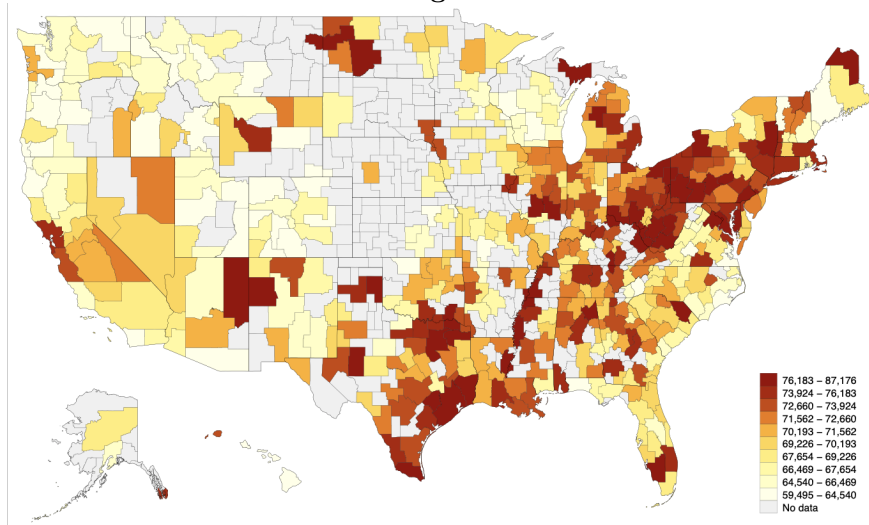 76,183 – 87,176
73,924 – 76,183
72,660 – 73,924
71,562 – 72,660
70,193 – 71,562
69,226 – 70,193
67,654 – 69,226
66,469 – 67,654
64,540 – 66,469
59,495 – 64,540
No data